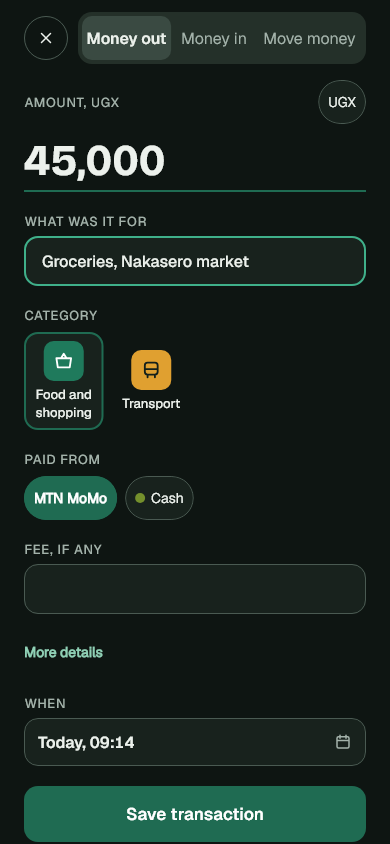 Money out Money in Move money
AMOUNT, UGX UGX
45,000
WHAT WAS IT FOR
Groceries, Nakasero market
CATEGORY
Food and
shopping
Transport
PAID FROM
MTN MoMo Cash
FEE, IF ANY
More details
WHEN
Today, 09:14
Save transaction